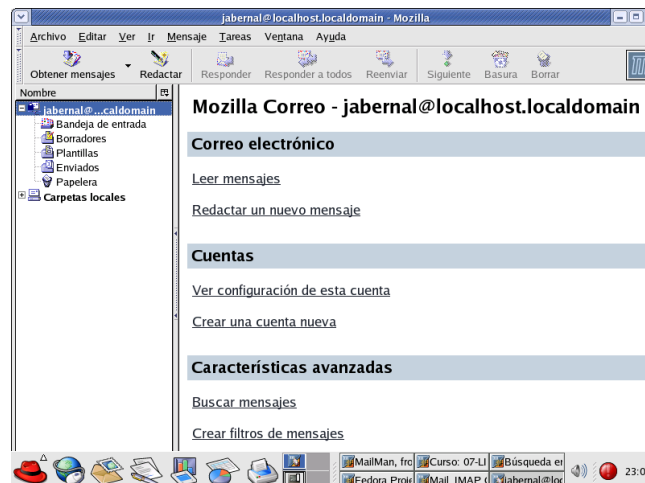 jabernal@localhost.localdomain - Mozilla
Archivo Editar Ver Ir Mensaje Tareas Ventana Ayuda
Obtener mensajes Redactar Responder Responder a todos Reenviar Siguiente Basura Borrar
Nombre
jabernal@...caldomain
Bandeja de entrada
Borradores
Plantillas
Enviados
Papelera
Carpetas locales
Mozilla Correo - jabernal@localhost.localdomain
Correo electrónico
Leer mensajes
Redactar un nuevo mensaje
Cuentas
Ver configuración de esta cuenta
Crear una cuenta nueva
Características avanzadas
Buscar mensajes
Crear filtros de mensajes
MailMan, fro Curso: 07-LI Búsqueda en
Fedora Proje Mail, IMAP jabernal@loc
23:0